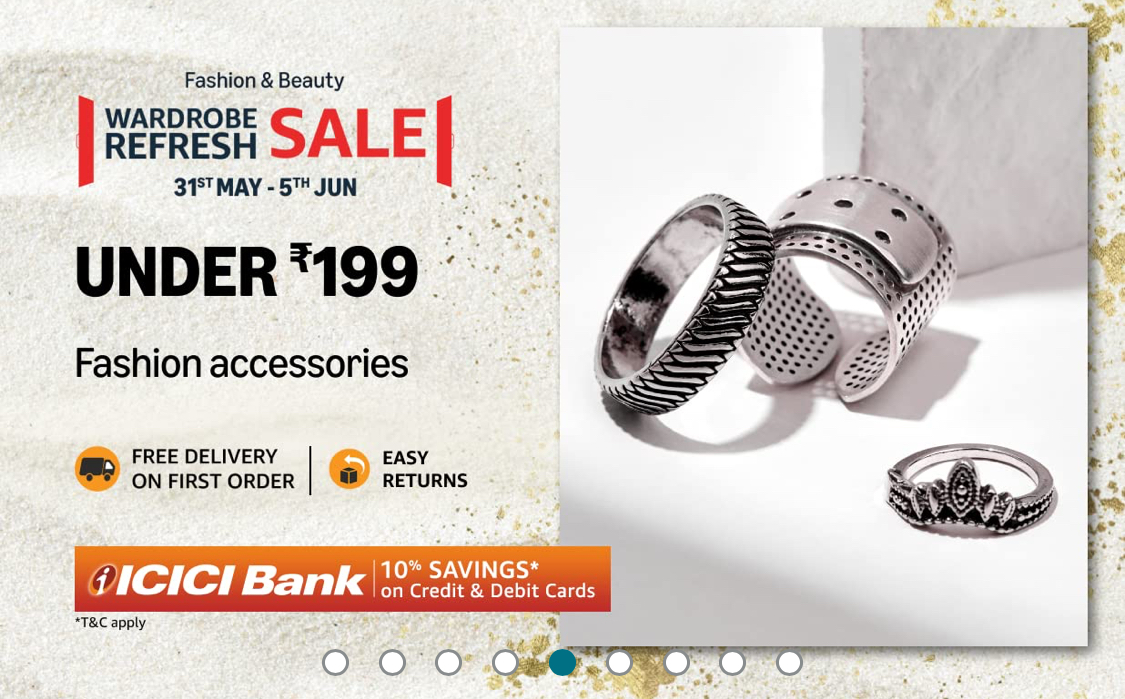 Fashion & Beauty
WARDROBE
REFRESH SALE
31ST MAY - 5TH JUN
UNDER ₹199
Fashion accessories
FREE DELIVERY
ON FIRST ORDER
EASY
RETURNS
ICICI Bank
10% SAVINGS*
on Credit & Debit Cards
*T&C apply